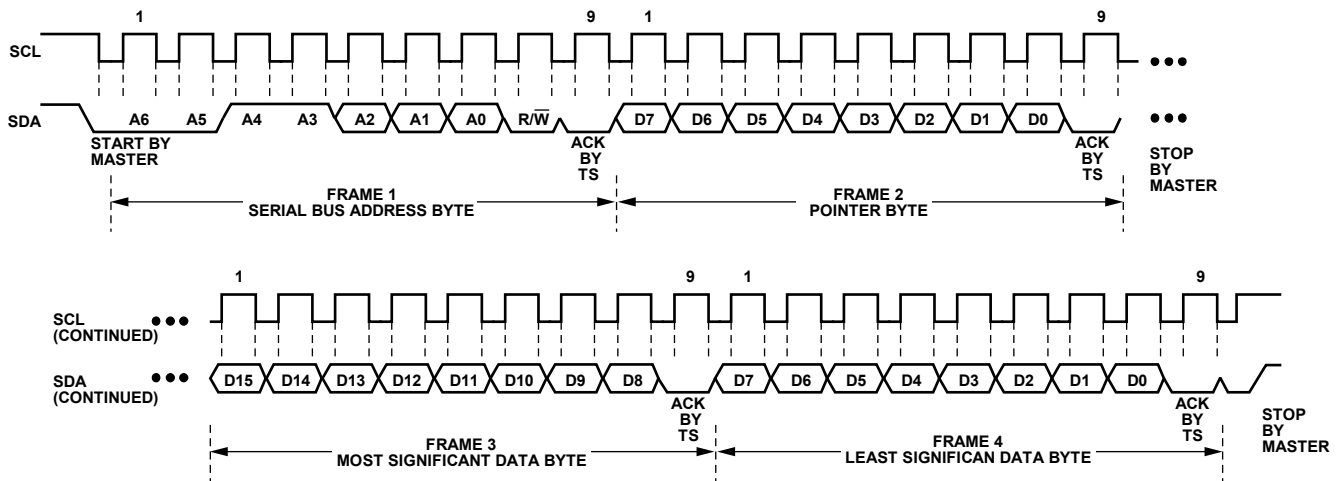 1 9 1 9
SCL
SDA A6 A5 A4 A3 A2 A1 A0 R/W̅ D7 D6 D5 D4 D3 D2 D1 D0
START BY
MASTER
ACK
BY
TS
ACK
BY
TS
STOP
BY
MASTER
FRAME 1
SERIAL BUS ADDRESS BYTE
FRAME 2
POINTER BYTE
1 9 1 9
SCL
(CONTINUED)
SDA
(CONTINUED)
D15 D14 D13 D12 D11 D10 D9 D8 D7 D6 D5 D4 D3 D2 D1 D0
ACK
BY
TS
ACK
BY
TS
STOP
BY
MASTER
FRAME 3
MOST SIGNIFICANT DATA BYTE
FRAME 4
LEAST SIGNIFICAN DATA BYTE